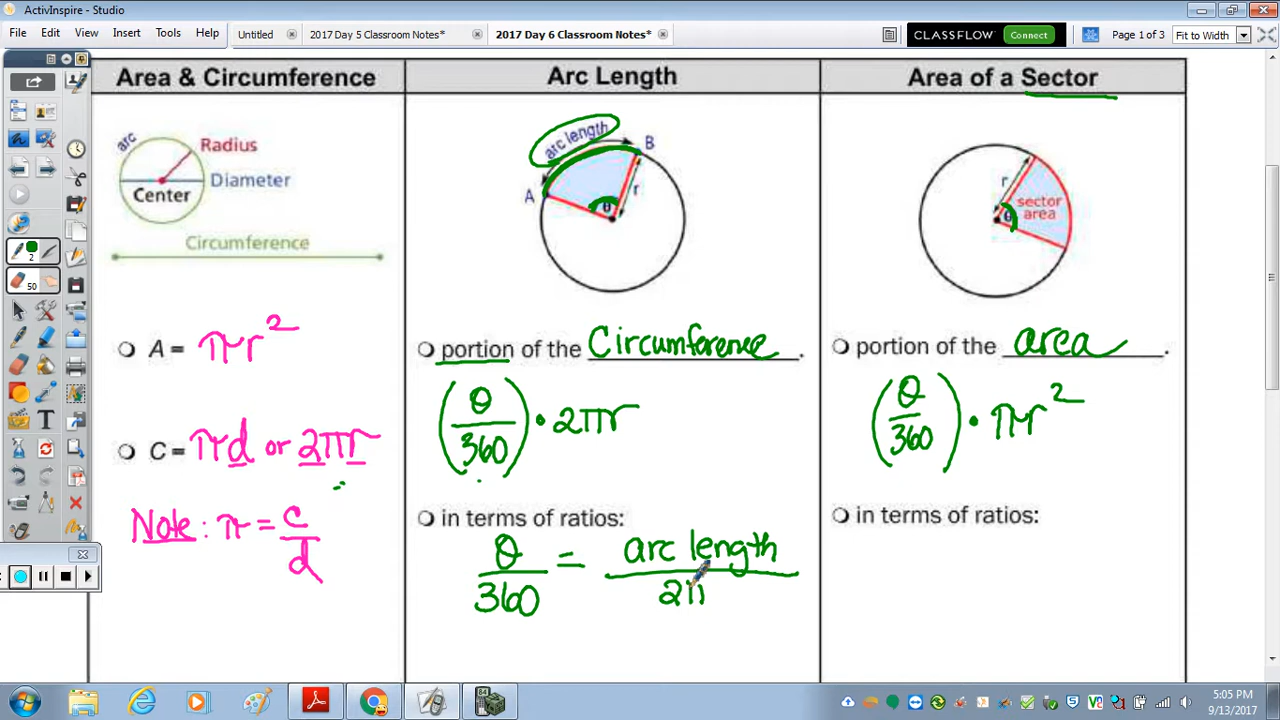 ActivInspire - Studio
File Edit View Insert Tools Help
Untitled
2017 Day 5 Classroom Notes*
2017 Day 6 Classroom Notes*
CLASSFLOW Connect
Page 1 of 3
Fit to Width
Area & Circumference
arc
Radius
Diameter
Center
Circumference
A = πr²
C = πd or 2πr
Note: π = c/d
Arc Length
arc length
A
B
r
θ
portion of the Circumference.
(θ/360) · 2πr
in terms of ratios:
θ/360 = arc length/2π
Area of a Sector
r
θ
sector
area
portion of the area.
(θ/360) · πr²
in terms of ratios:
2
50
84
5:05 PM
9/13/2017